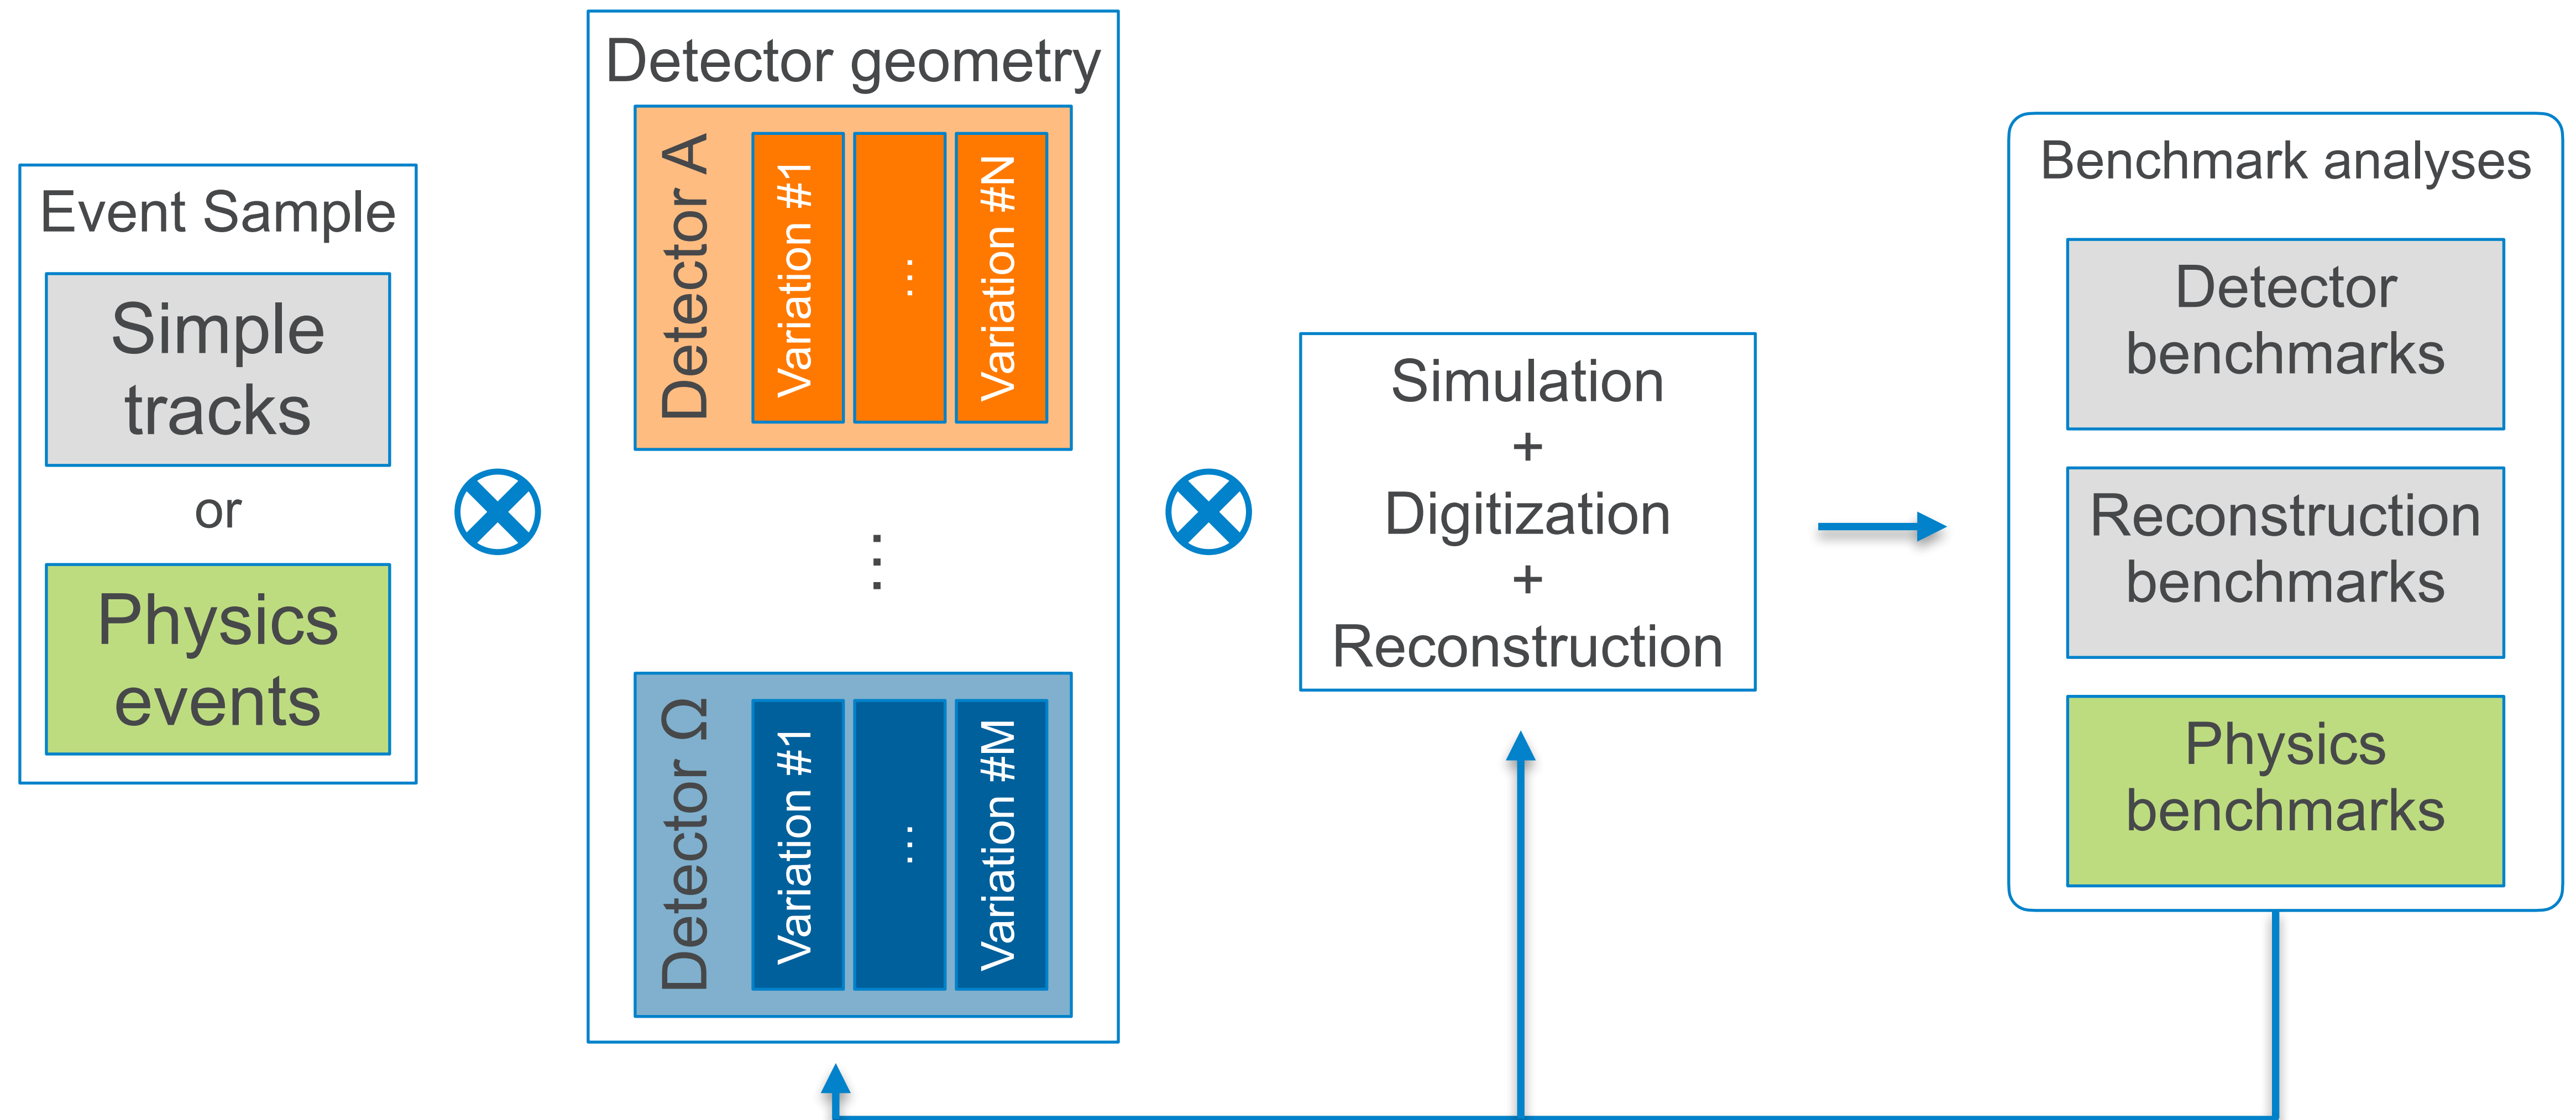 Event Sample
Simple
tracks
or
Physics
events
Detector geometry
Detector A
Variation #1
...
Variation #N
...
Detector Ω
Variation #1
...
Variation #M
Simulation
+
Digitization
+
Reconstruction
Benchmark analyses
Detector
benchmarks
Reconstruction
benchmarks
Physics
benchmarks